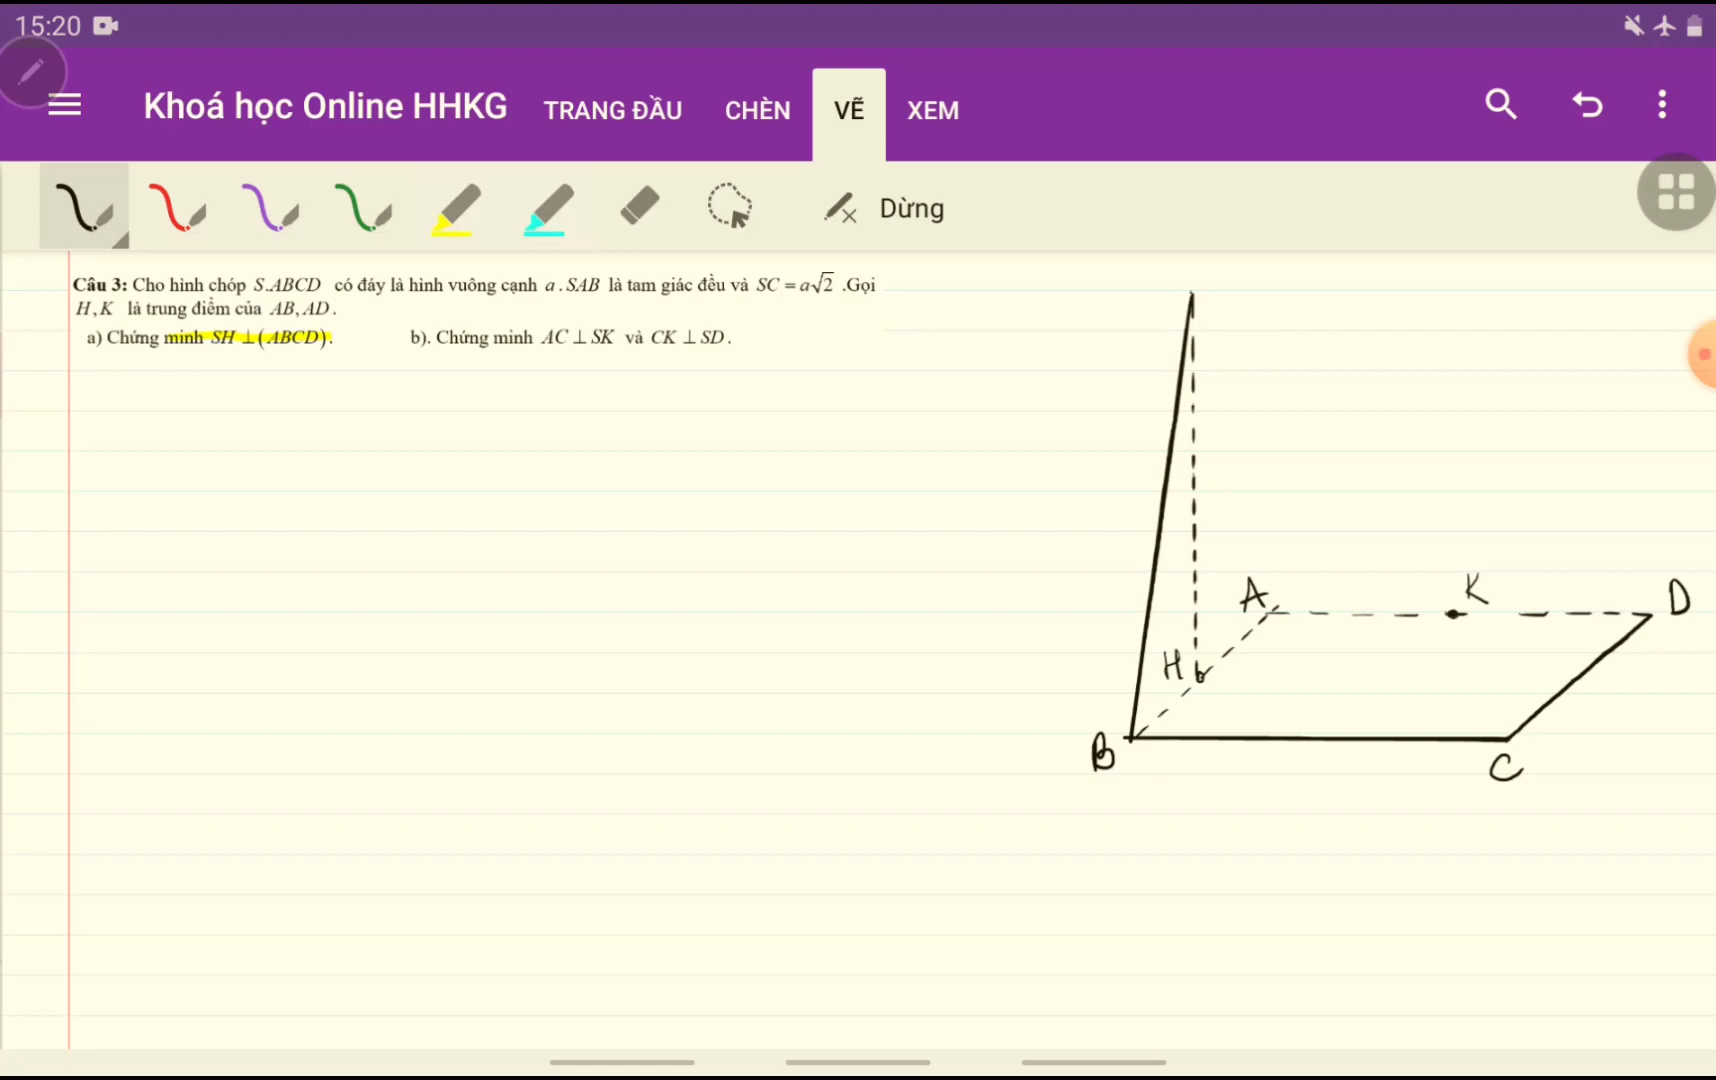 15:20
Khoá học Online HHKG TRANG ĐẦU CHÈN VẼ XEM
Dừng
Câu 3: Cho hình chóp S.ABCD có đáy là hình vuông cạnh a . SAB là tam giác đều và SC = a√2 .Gọi
H,K là trung điểm của AB, AD .
a) Chứng minh SH ⊥ (ABCD). b). Chứng minh AC ⊥ SK và CK ⊥ SD .
A K D
H
B C